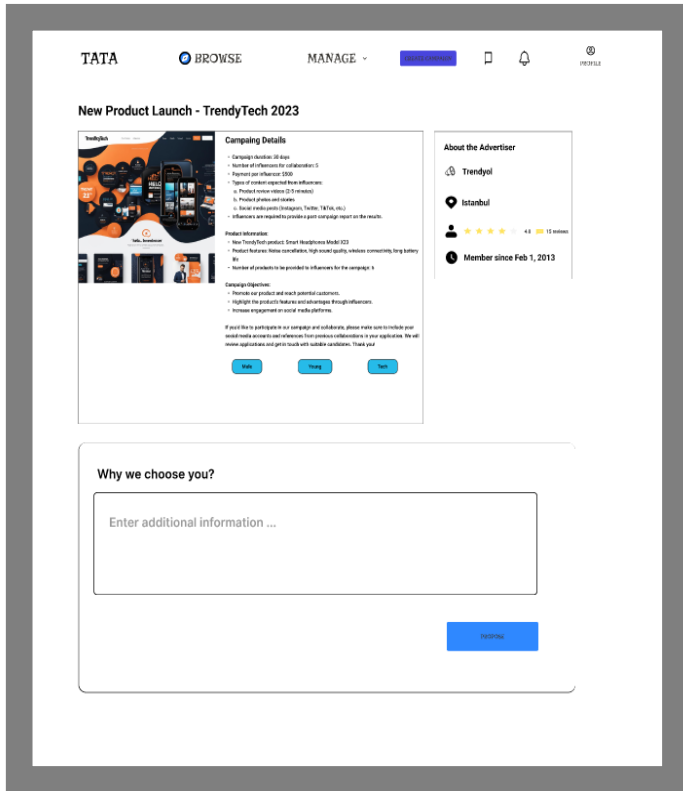 TATA
BROWSE
MANAGE
PROFILE
New Product Launch - TrendyTech 2023
Campaing Details
• Campaign duration: 30 days
• Number of influencers for collaboration: 5
• Payment per influencer: $500
• Types of content expected from influencers:
a. Product review videos (2-5 minutes)
b. Product photos and stories
c. Social media posts (Instagram, Twitter, TikTok, etc.)
• Influencers are required to provide a post-campaign report on the results.
Product Information:
• New TrendyTech product: Smart Headphones Model X23
• Product features: Noise cancellation, high sound quality, wireless connectivity, long battery
life
• Number of products to be provided to influencers for the campaign: 6
Campaign Objectives:
• Promote our product and reach potential customers.
• Highlight the product's features and advantages through influencers.
• Increase engagement on social media platforms.
If you'd like to participate in our campaign and collaborate, please make sure to include your
social media accounts and references from previous collaborations in your application. We will
review applications and get in touch with suitable candidates. Thank you!
Male
Young
Tech
About the Advertiser
Trendyol
Istanbul
4.0
15 reviews
Member since Feb 1, 2013
Why we choose you?
Enter additional information ...